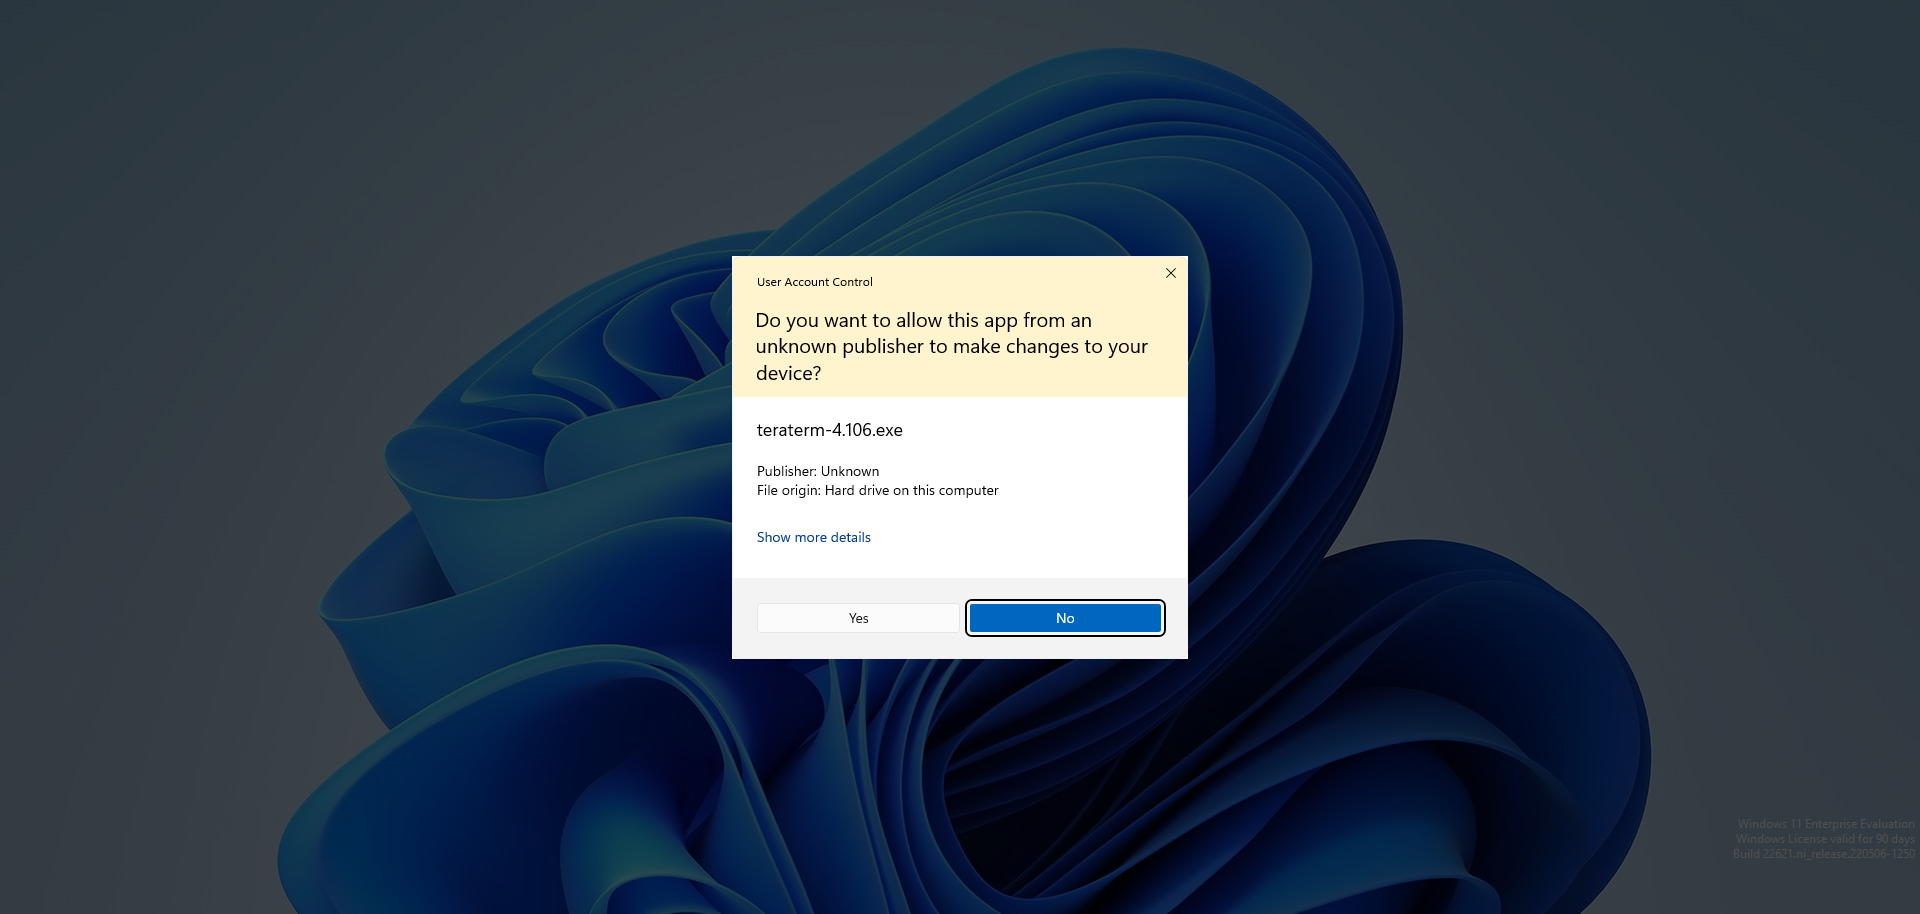 User Account Control
Do you want to allow this app from an
unknown publisher to make changes to your
device?
teraterm-4.106.exe
Publisher: Unknown
File origin: Hard drive on this computer
Show more details
Yes
No
Windows 11 Enterprise Evaluation
Windows License valid for 90 days
Build 22621.ni_release.220506-1250